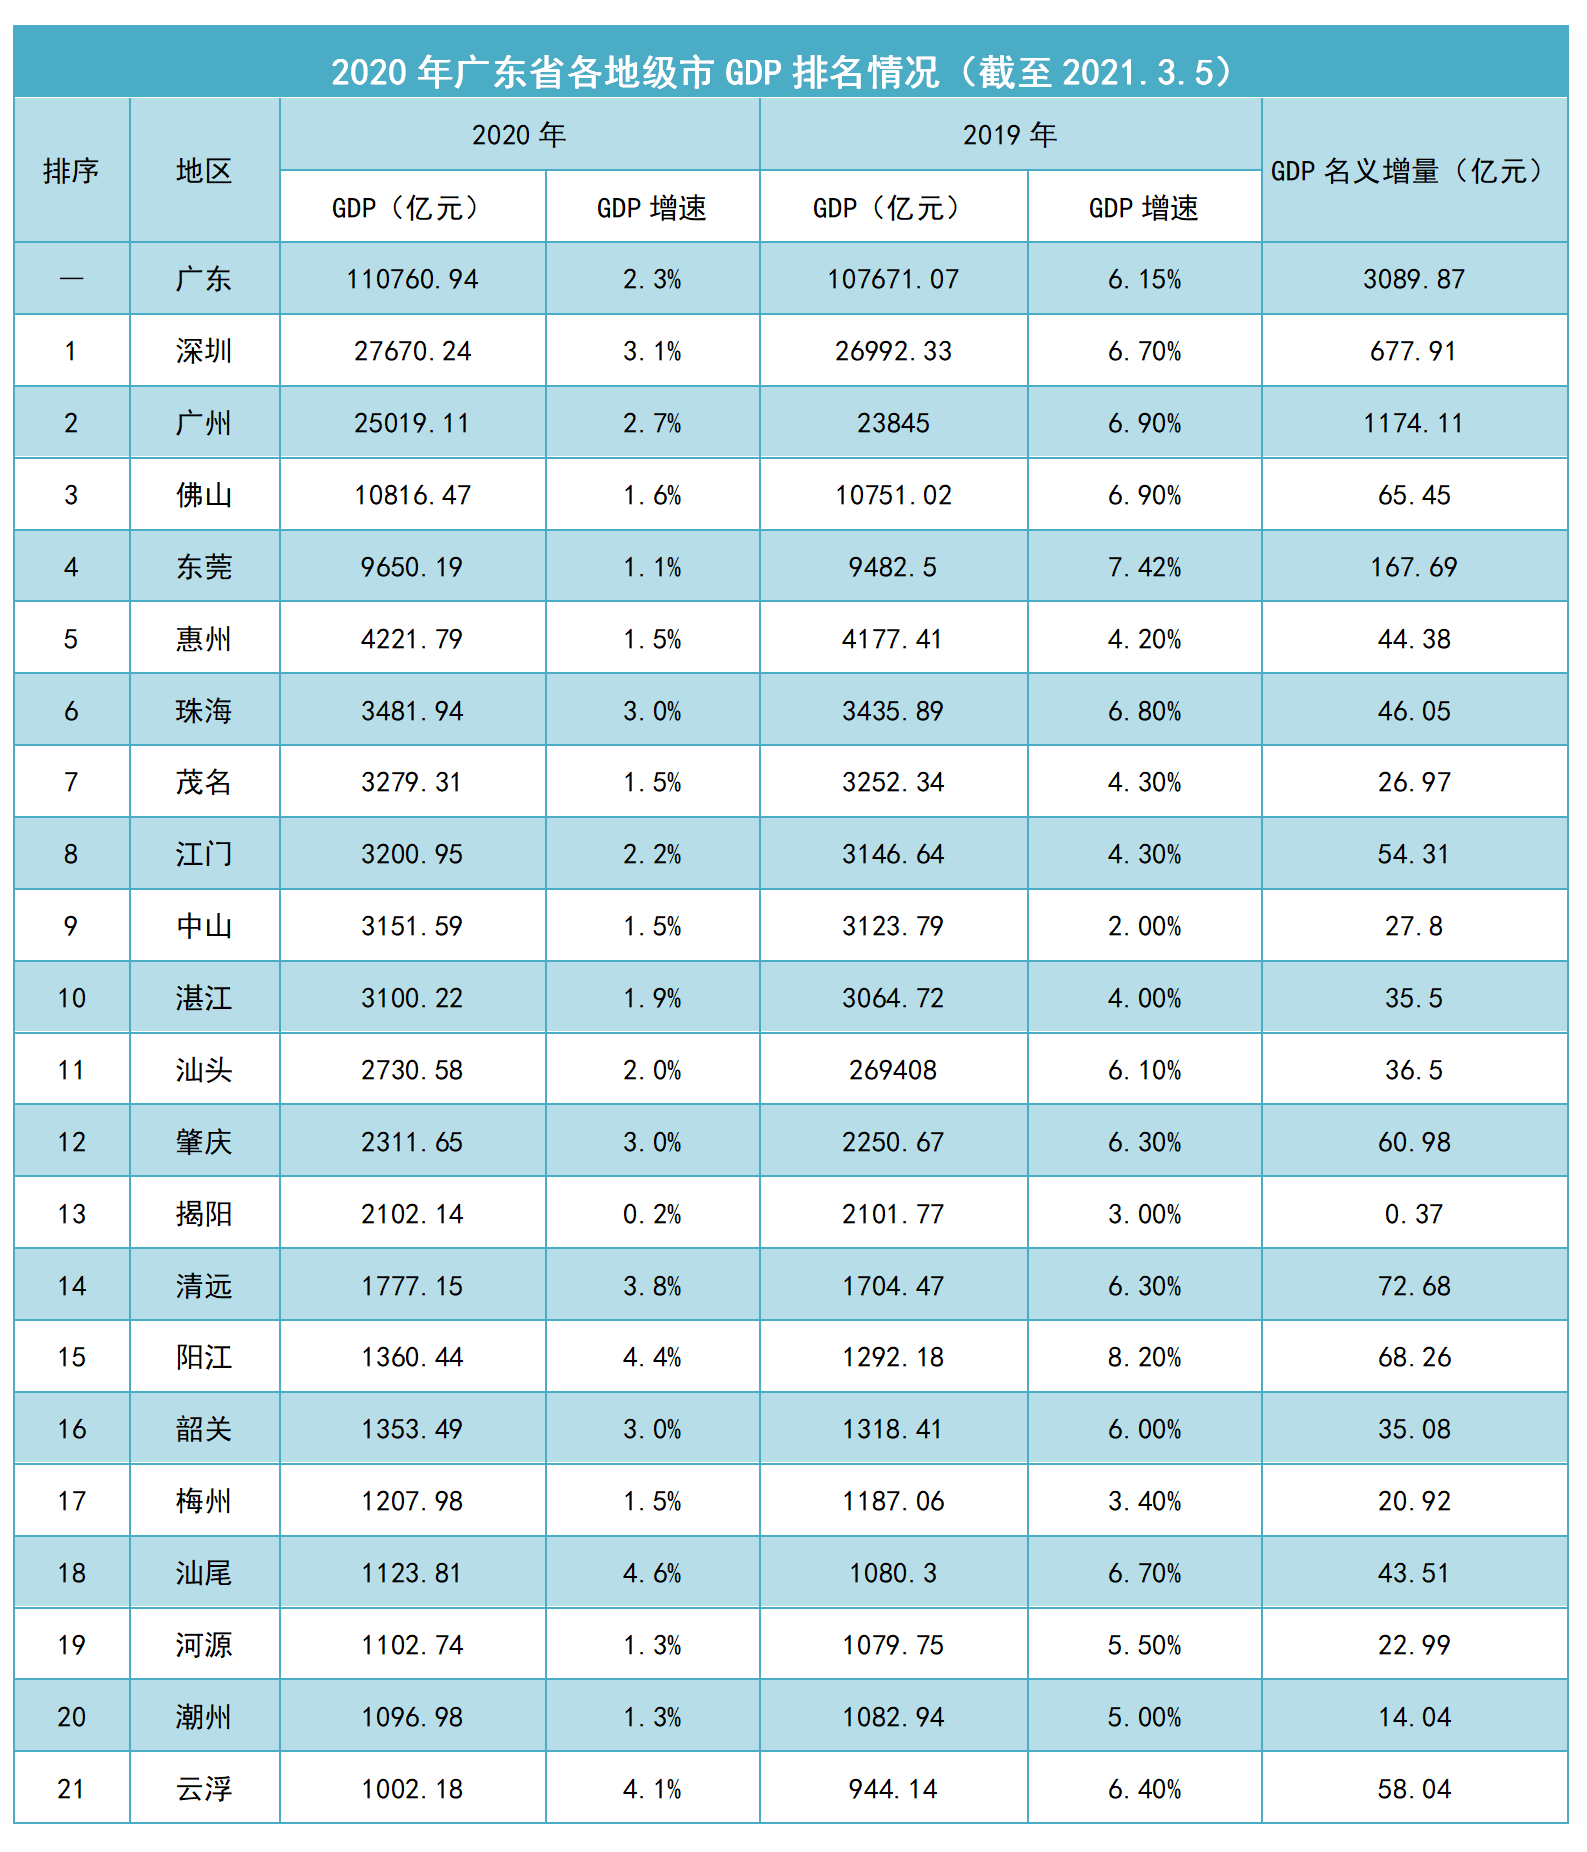 2020年广东省各地级市GDP排名情况（截至2021.3.5）
排序 地区 2020年 2019年 GDP名义增量（亿元）
GDP（亿元） GDP增速 GDP（亿元） GDP增速
— 广东 110760.94 2.3% 107671.07 6.15% 3089.87
1 深圳 27670.24 3.1% 26992.33 6.70% 677.91
2 广州 25019.11 2.7% 23845 6.90% 1174.11
3 佛山 10816.47 1.6% 10751.02 6.90% 65.45
4 东莞 9650.19 1.1% 9482.5 7.42% 167.69
5 惠州 4221.79 1.5% 4177.41 4.20% 44.38
6 珠海 3481.94 3.0% 3435.89 6.80% 46.05
7 茂名 3279.31 1.5% 3252.34 4.30% 26.97
8 江门 3200.95 2.2% 3146.64 4.30% 54.31
9 中山 3151.59 1.5% 3123.79 2.00% 27.8
10 湛江 3100.22 1.9% 3064.72 4.00% 35.5
11 汕头 2730.58 2.0% 269408 6.10% 36.5
12 肇庆 2311.65 3.0% 2250.67 6.30% 60.98
13 揭阳 2102.14 0.2% 2101.77 3.00% 0.37
14 清远 1777.15 3.8% 1704.47 6.30% 72.68
15 阳江 1360.44 4.4% 1292.18 8.20% 68.26
16 韶关 1353.49 3.0% 1318.41 6.00% 35.08
17 梅州 1207.98 1.5% 1187.06 3.40% 20.92
18 汕尾 1123.81 4.6% 1080.3 6.70% 43.51
19 河源 1102.74 1.3% 1079.75 5.50% 22.99
20 潮州 1096.98 1.3% 1082.94 5.00% 14.04
21 云浮 1002.18 4.1% 944.14 6.40% 58.04